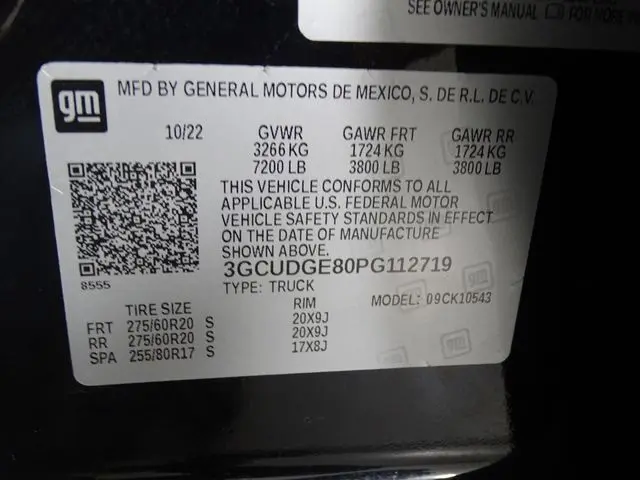 SEE OWNER'S MANUAL FOR MORE
gm
MFD BY GENERAL MOTORS DE MEXICO, S. DE R.L. DE C.V.
10/22 GVWR GAWR FRT GAWR RR
3266 KG 1724 KG 1724 KG
7200 LB 3800 LB 3800 LB
THIS VEHICLE CONFORMS TO ALL
APPLICABLE U.S. FEDERAL MOTOR
VEHICLE SAFETY STANDARDS IN EFFECT
ON THE DATE OF MANUFACTURE
SHOWN ABOVE.
3GCUDGE80PG112719
8555
TYPE: TRUCK MODEL: 09CK10543
TIRE SIZE RIM
FRT 275/60R20 S 20X9J
RR 275/60R20 S 20X9J
SPA 255/80R17 S 17X8J